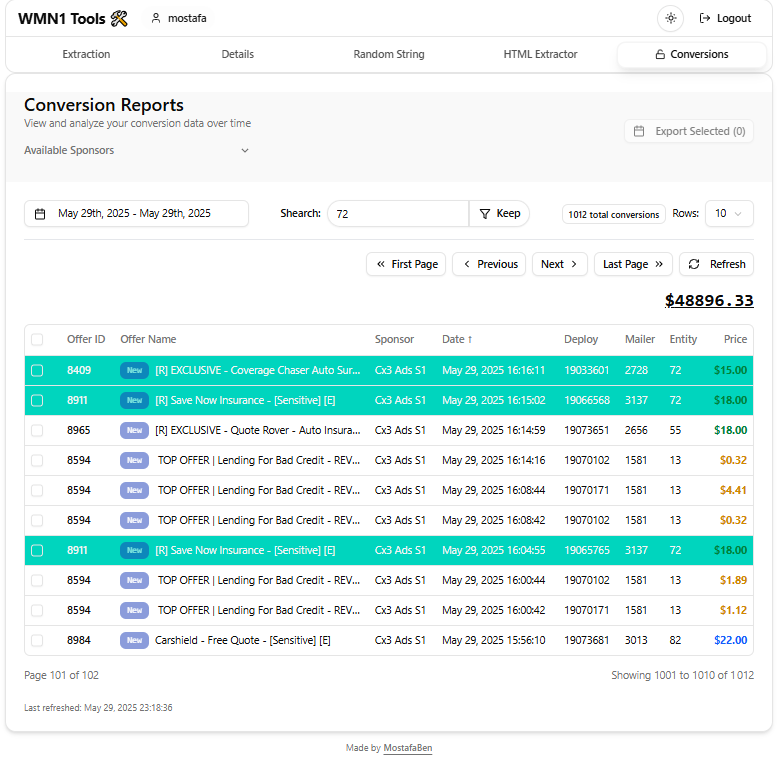 WMN1 Tools 🛠 mostafa Logout
Extraction Details Random String HTML Extractor Conversions
Conversion Reports
View and analyze your conversion data over time
Export Selected (0)
Available Sponsors
May 29th, 2025 - May 29th, 2025 Shearch: 72 Keep 1012 total conversions Rows: 10
« First Page ‹ Previous Next › Last Page » Refresh
$48896.33
Offer ID Offer Name Sponsor Date ↑ Deploy Mailer Entity Price
8409 New [R] EXCLUSIVE - Coverage Chaser Auto Sur... Cx3 Ads S1 May 29, 2025 16:16:11 19033601 2728 72 $15.00
8911 New [R] Save Now Insurance - [Sensitive] [E] Cx3 Ads S1 May 29, 2025 16:15:02 19066568 3137 72 $18.00
8965 New [R] EXCLUSIVE - Quote Rover - Auto Insura... Cx3 Ads S1 May 29, 2025 16:14:59 19073651 2656 55 $18.00
8594 New TOP OFFER | Lending For Bad Credit - REV... Cx3 Ads S1 May 29, 2025 16:14:16 19070102 1581 13 $0.32
8594 New TOP OFFER | Lending For Bad Credit - REV... Cx3 Ads S1 May 29, 2025 16:08:44 19070171 1581 13 $4.41
8594 New TOP OFFER | Lending For Bad Credit - REV... Cx3 Ads S1 May 29, 2025 16:08:42 19070102 1581 13 $0.32
8911 New [R] Save Now Insurance - [Sensitive] [E] Cx3 Ads S1 May 29, 2025 16:04:55 19065765 3137 72 $18.00
8594 New TOP OFFER | Lending For Bad Credit - REV... Cx3 Ads S1 May 29, 2025 16:00:44 19070102 1581 13 $1.89
8594 New TOP OFFER | Lending For Bad Credit - REV... Cx3 Ads S1 May 29, 2025 16:00:42 19070171 1581 13 $1.12
8984 New Carshield - Free Quote - [Sensitive] [E] Cx3 Ads S1 May 29, 2025 15:56:10 19073681 3013 82 $22.00
Page 101 of 102 Showing 1001 to 1010 of 1012
Last refreshed: May 29, 2025 23:18:36
Made by MostafaBen